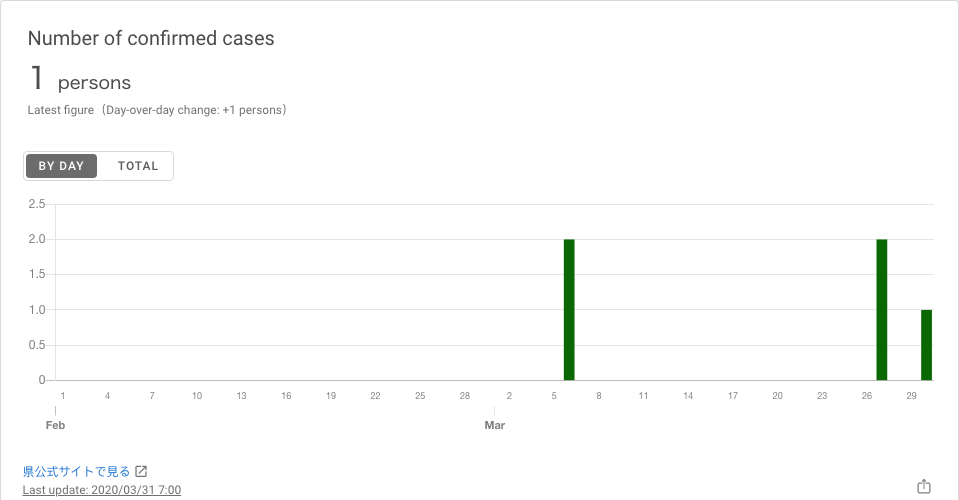 Number of confirmed cases
1 persons
Latest figure（Day-over-day change: +1 persons）
BY DAY TOTAL
2.5
2.0
1.5
1.0
0.5
0
1 4 7 10 13 16 19 22 25 28 2 5 8 11 14 17 20 23 26 29
Feb Mar
県公式サイトで見る
Last update: 2020/03/31 7:00